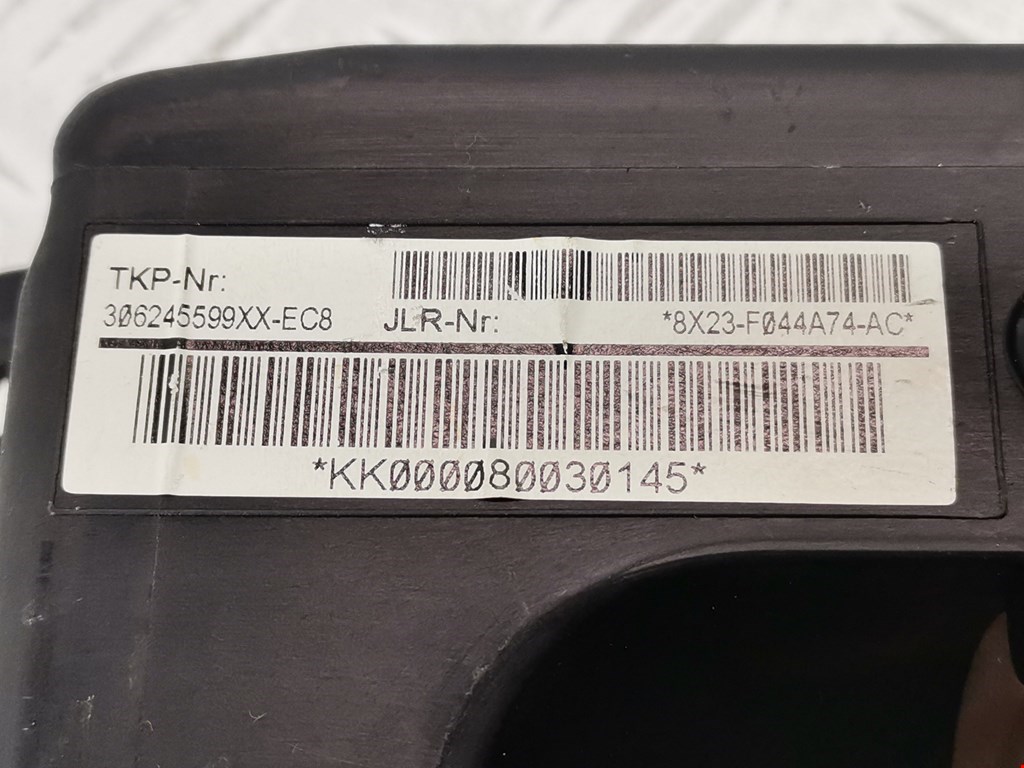 TKP-Nr:
306245599XX-EC8 JLR-Nr: *8X23-F044A74-AC*
*KK000080030145*